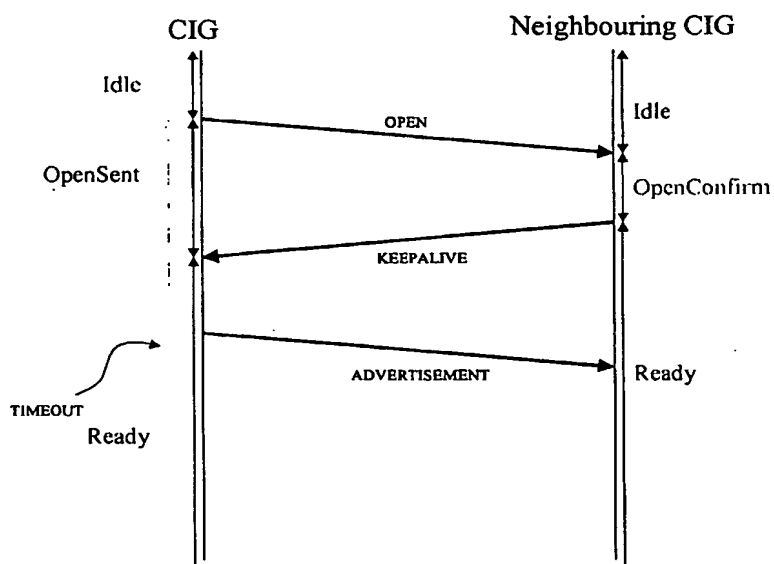 CIG
Neighbouring CIG
Idle
OPEN
Idle
OpenSent
OpenConfirm
KEEPALIVE
ADVERTISEMENT
Ready
TIMEOUT
Ready